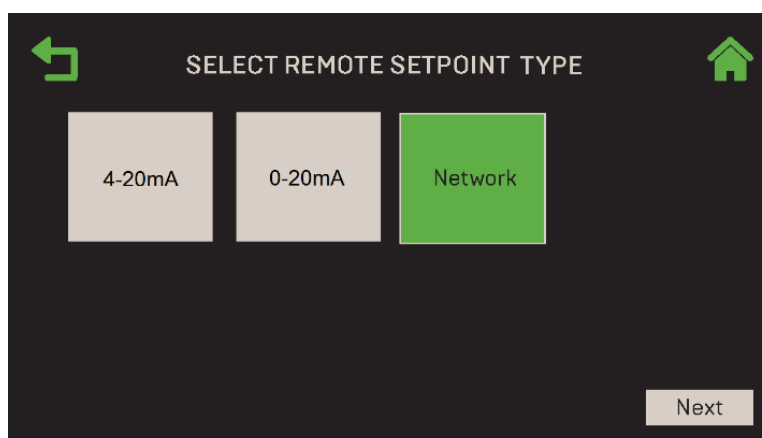 SELECT REMOTE SETPOINT TYPE
4-20mA
0-20mA
Network
Next